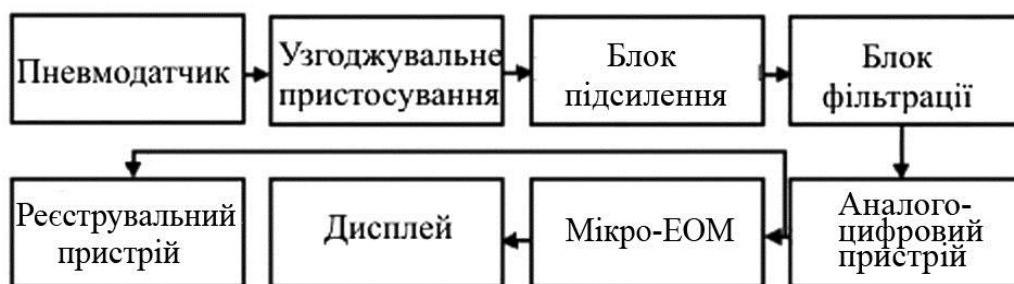 Пневмодатчик
Узгоджувальне
пристосування
Блок
підсилення
Блок
фільтрації
Реєструвальний
пристрій
Дисплей
Мікро-ЕОМ
Аналого-
цифровий
пристрій